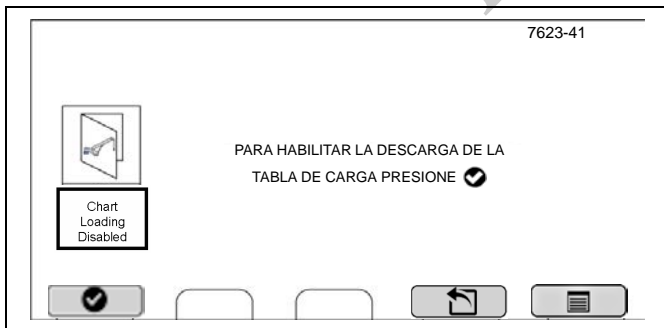 7623-41
PARA HABILITAR LA DESCARGA DE LA
TABLA DE CARGA PRESIONE
Chart
Loading
Disabled